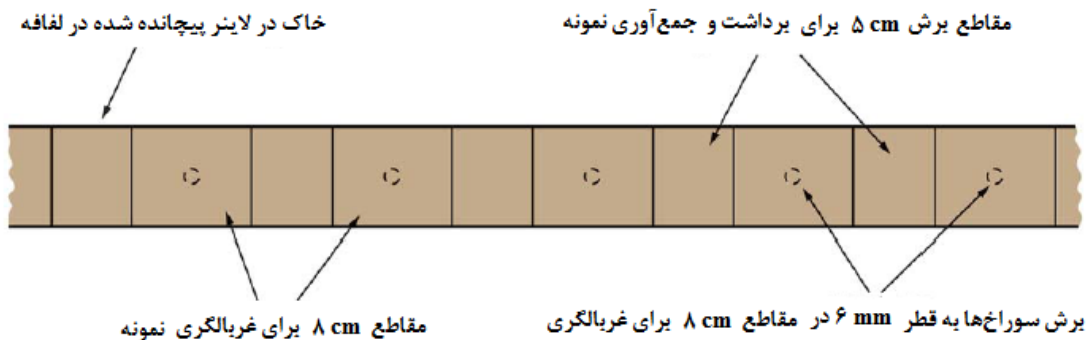 مقاطع برش ۵ cm برای برداشت و جمع‌آوری نمونه
خاک در لاینر پیچانده شده در لفافه
برش سوراخ‌ها به قطر ۶ mm در مقاطع ۸ cm برای غربالگری
مقاطع ۸ cm برای غربالگری نمونه